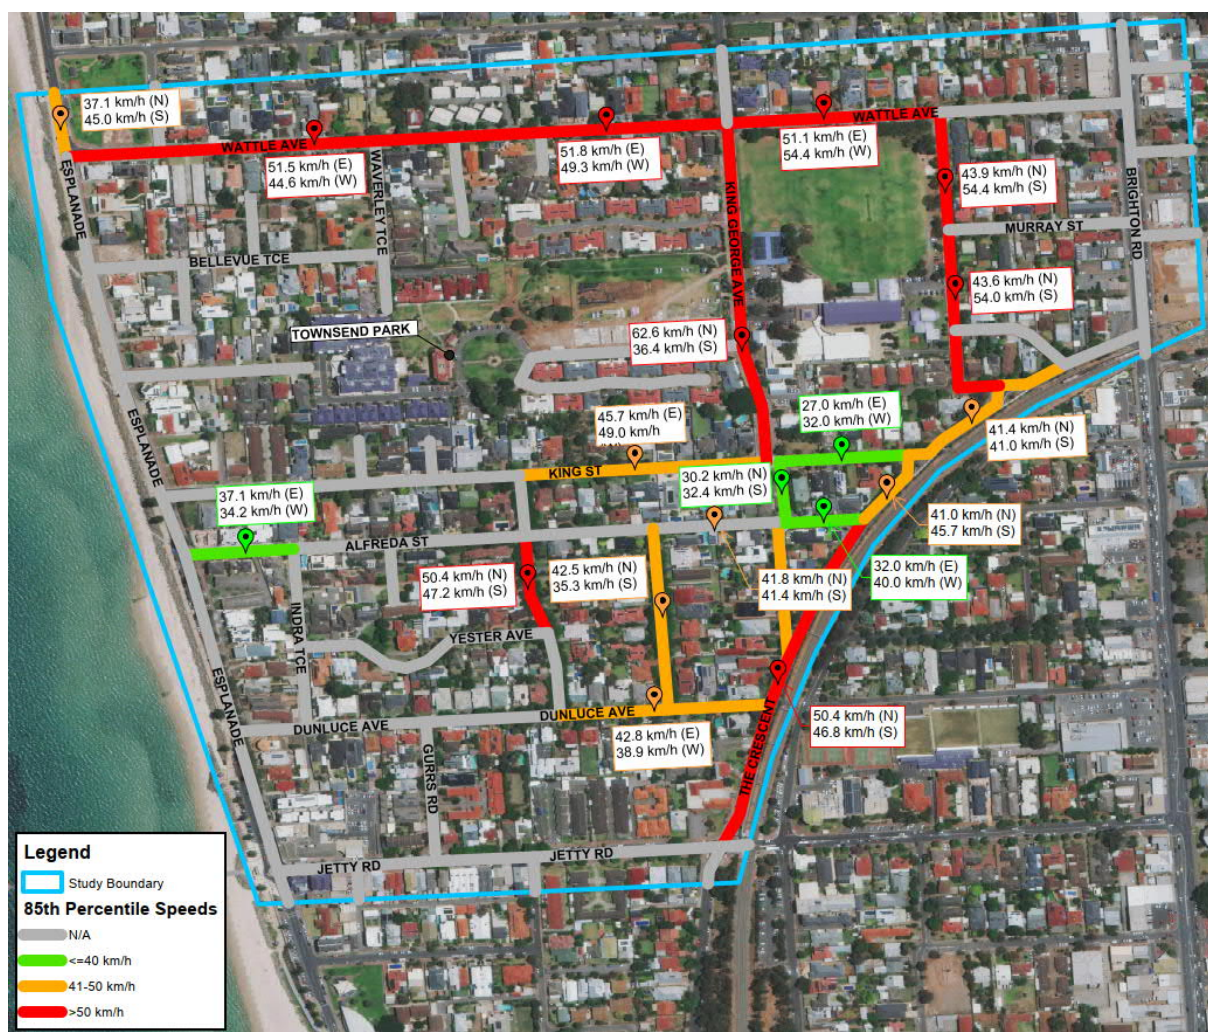 37.1 km/h (N)
45.0 km/h (S)
WATTLE AVE
51.5 km/h (E)
44.6 km/h (W)
51.8 km/h (E)
49.3 km/h (W)
WATTLE AVE
51.1 km/h (E)
54.4 km/h (W)
43.9 km/h (N)
54.4 km/h (S)
ESPLANADE
WAVERLEY TCE
KING GEORGE AVE
BRIGHTON RD
MURRAY ST
BELLEVUE TCE
43.6 km/h (N)
54.0 km/h (S)
TOWNSEND PARK
62.6 km/h (N)
36.4 km/h (S)
45.7 km/h (E)
49.0 km/h
27.0 km/h (E)
32.0 km/h (W)
41.4 km/h (N)
41.0 km/h (S)
ESPLANADE
KING ST
30.2 km/h (N)
32.4 km/h (S)
37.1 km/h (E)
34.2 km/h (W)
41.0 km/h (N)
45.7 km/h (S)
ALFREDA ST
50.4 km/h (N)
47.2 km/h (S)
42.5 km/h (N)
35.3 km/h (S)
41.8 km/h (N)
41.4 km/h (S)
32.0 km/h (E)
40.0 km/h (W)
INDRA TCE
YESTER AVE
ESPLANADE
DUNLUCE AVE
DUNLUCE AVE
42.8 km/h (E)
38.9 km/h (W)
THE CRESCENT
50.4 km/h (N)
46.8 km/h (S)
GURRS RD
JETTY RD
JETTY RD
Legend
Study Boundary
85th Percentile Speeds
N/A
<=40 km/h
41-50 km/h
>50 km/h